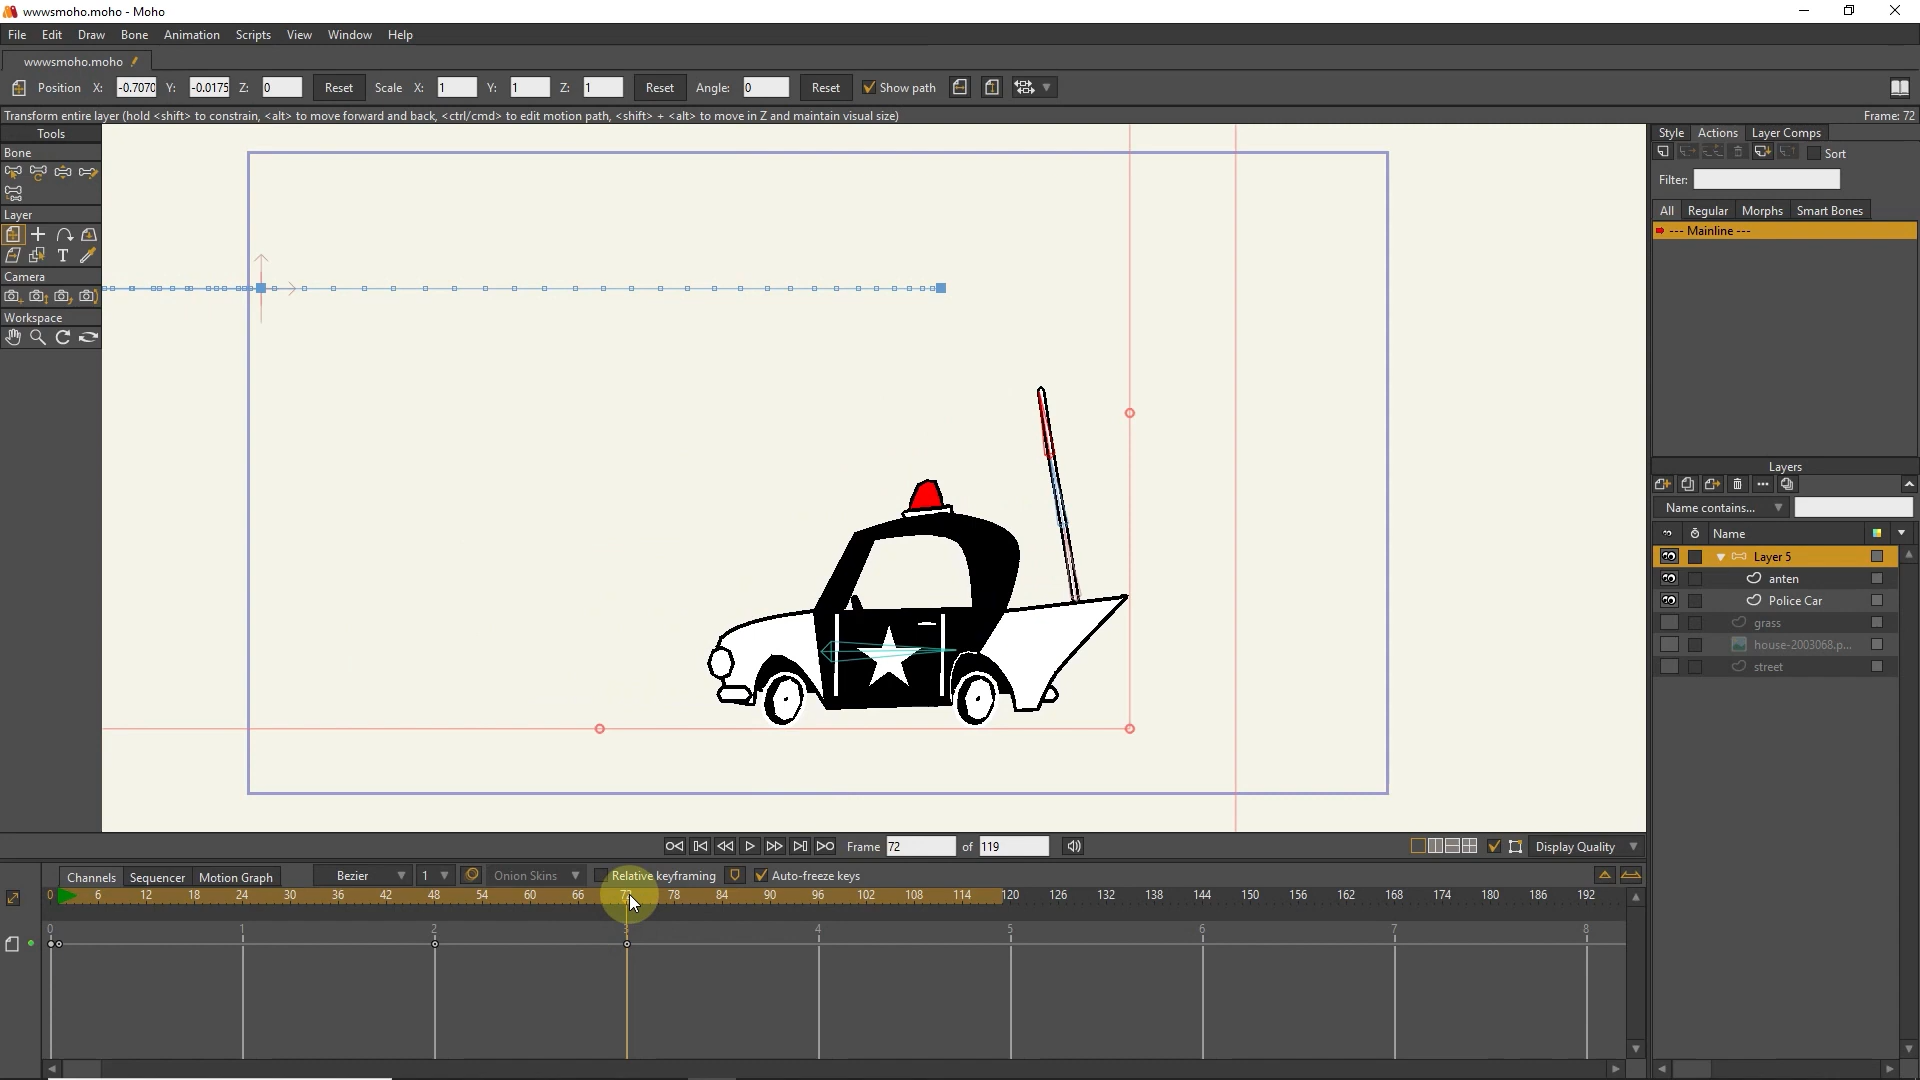 wwwsmoho.moho - Moho
File Edit Draw Bone Animation Scripts View Window Help
wwwsmoho.moho
Position X: -0.7070 Y: -0.0175 Z: 0 Reset Scale X: 1 Y: 1 Z: 1 Reset Angle: 0 Reset Show path
Transform entire layer (hold <shift> to constrain, <alt> to move forward and back, <ctrl/cmd> to edit motion path, <shift> + <alt> to move in Z and maintain visual size) Frame: 72
Tools
Bone
Layer
T
Camera
Workspace
Style Actions Layer Comps
Sort
Filter:
All Regular Morphs Smart Bones
--- Mainline ---
Layers
Name contains...
Name
Layer 5
anten
Police Car
grass
house-2003068.p...
street
Frame 72 of 119 Display Quality
Channels Sequencer Motion Graph Bezier 1 Onion Skins Relative keyframing Auto-freeze keys
0 6 12 18 24 30 36 42 48 54 60 66 72 78 84 90 96 102 108 114 120 126 132 138 144 150 156 162 168 174 180 186 192
0 1 2 3 4 5 6 7 8